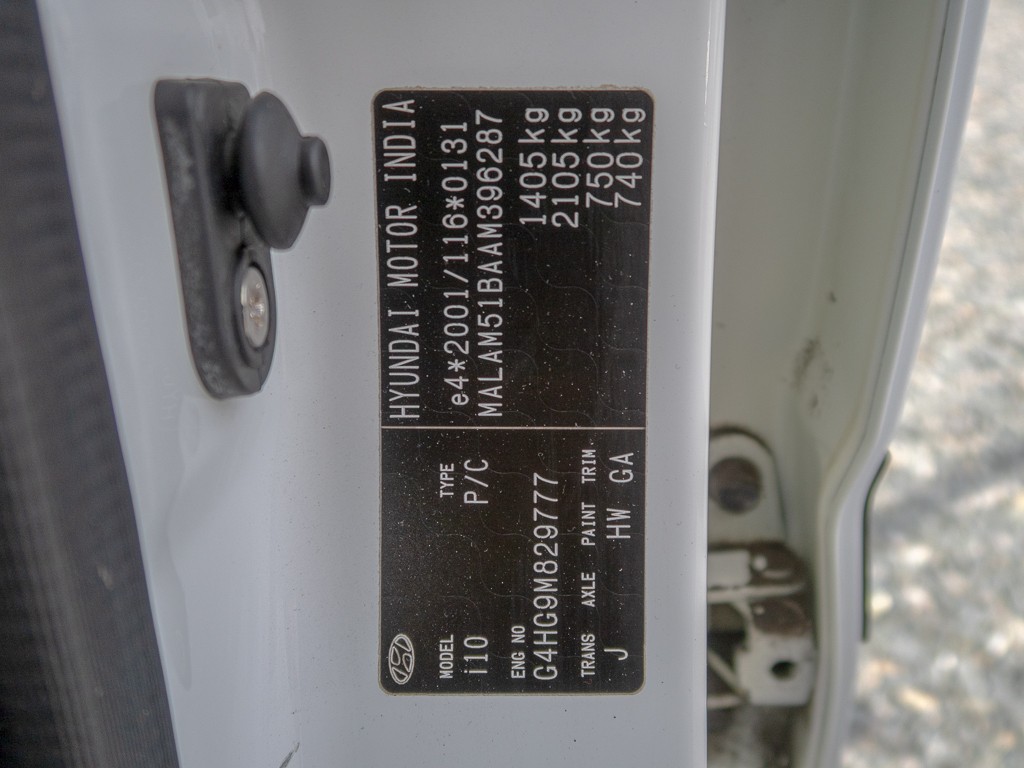 MODEL TYPE
i10 P/C
ENG NO
G4HG9M829777
TRANS AXLE PAINT TRIM
J HW GA
HYUNDAI MOTOR INDIA
e4*2001/116*0131
MALAM51BAAM396287
1405kg
2105kg
750kg
740kg